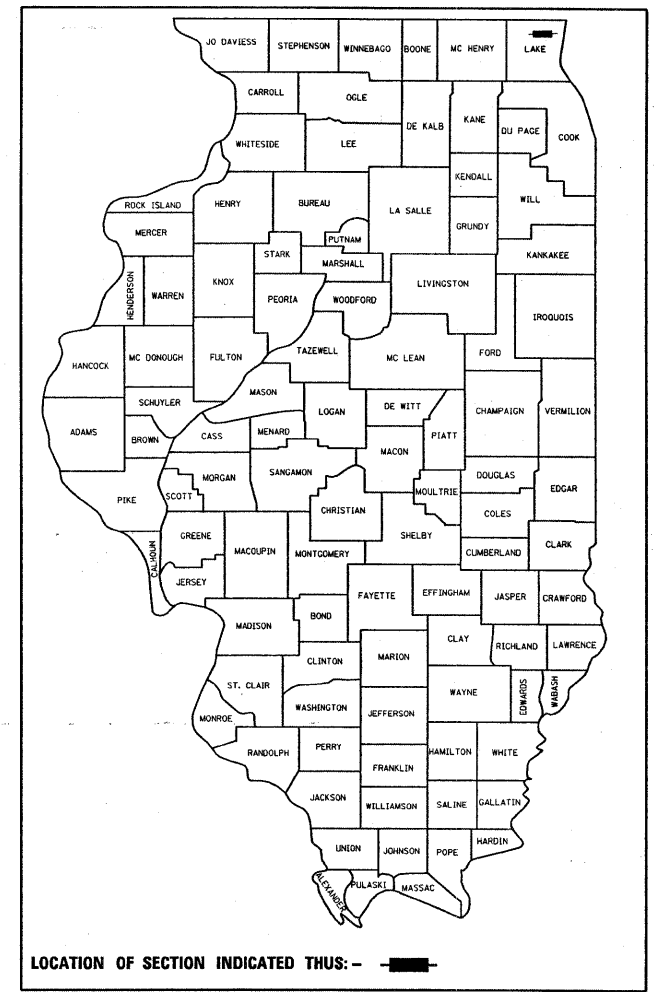 JO DAVIESS STEPHENSON WINNEBAGO BOONE MC HENRY LAKE
CARROLL OGLE DE KALB KANE DU PAGE COOK
WHITESIDE LEE
KENDALL
ROCK ISLAND HENRY BUREAU LA SALLE WILL
MERCER PUTNAM GRUNDY
STARK MARSHALL KANKAKEE
HENDERSON WARREN KNOX PEORIA WOODFORD LIVINGSTON
IROQUOIS
HANCOCK MC DONOUGH FULTON TAZEWELL MC LEAN FORD
MASON
SCHUYLER LOGAN DE WITT CHAMPAIGN VERMILION
ADAMS BROWN CASS MENARD PIATT
MACON
SANGAMON
PIKE SCOTT MORGAN MOULTRIE DOUGLAS EDGAR
CHRISTIAN COLES
GREENE SHELBY
CALHOUN MACOUPIN MONTGOMERY CUMBERLAND CLARK
JERSEY
FAYETTE EFFINGHAM JASPER CRAWFORD
MADISON BOND
CLAY RICHLAND LAWRENCE
CLINTON MARION
ST. CLAIR WAYNE EDWARDS WABASH
WASHINGTON JEFFERSON
MONROE
RANDOLPH PERRY HAMILTON WHITE
FRANKLIN
JACKSON WILLIAMSON SALINE GALLATIN
UNION JOHNSON POPE HARDIN
ALEXANDER PULASKI MASSAC
LOCATION OF SECTION INDICATED THUS: -